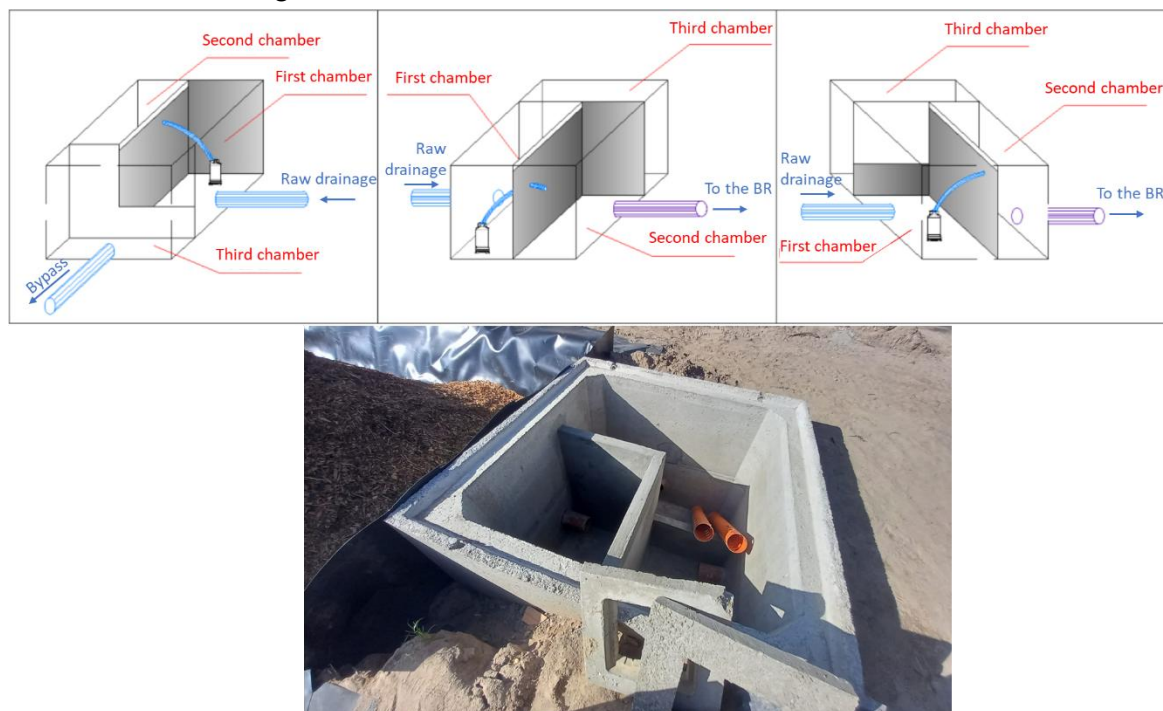 Second chamber
First chamber
Raw drainage
Third chamber
Bypass
Third chamber
First chamber
Raw
drainage
To the BR
Second chamber
Third chamber
Second chamber
Raw
drainage
To the BR
First chamber